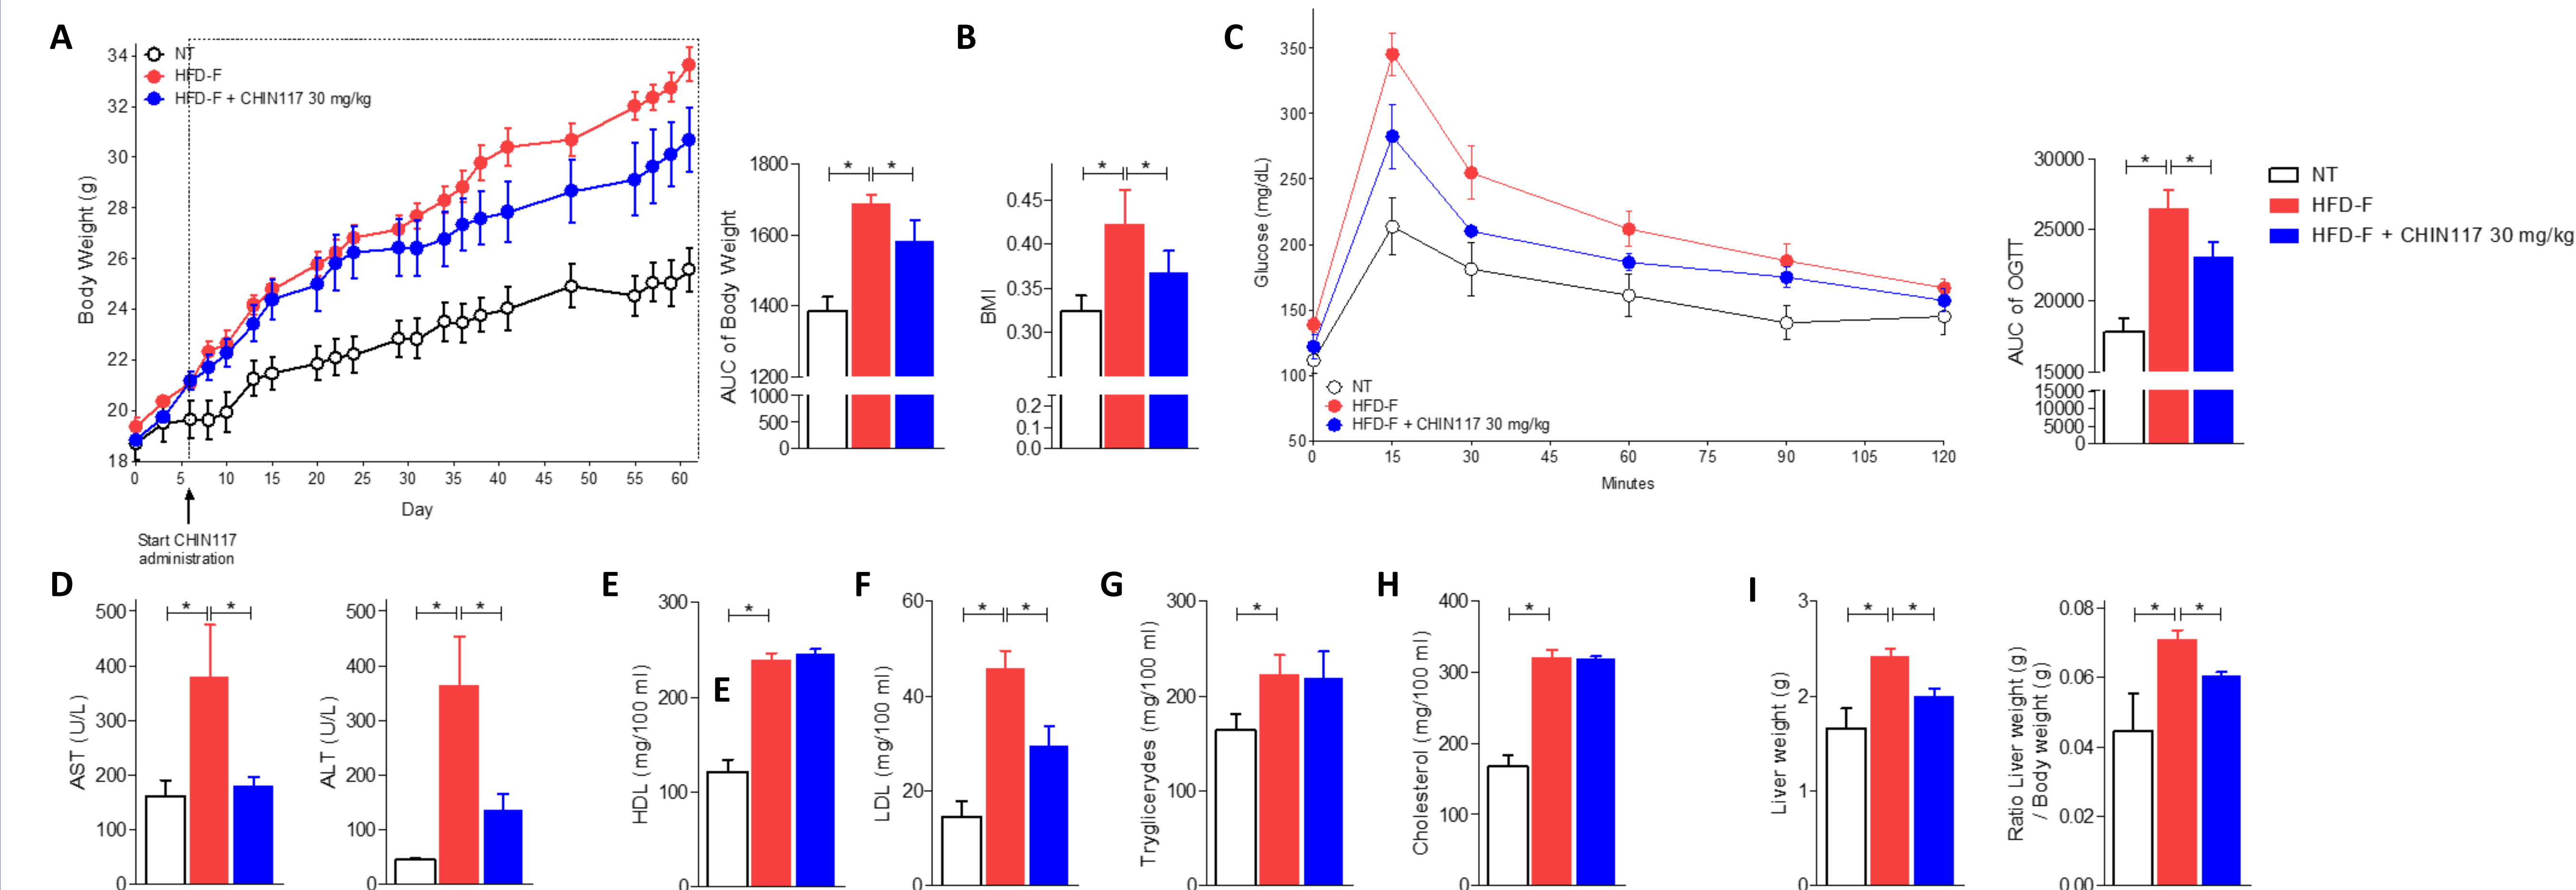 A
NT
HFD-F
HFD-F + CHIN117 30 mg/kg
Body Weight (g)
34
32
30
28
26
24
22
20
18
0 5 10 15 20 25 30 35 40 45 50 55 60
Day
Start CHIN117
administration
AUC of Body Weight
1800
1600
1400
1200
1000
500
0
* *
B
BMI
0.45
0.40
0.35
0.30
0.2
0.1
0.0
* *
C
Glucose (mg/dL)
350
300
250
200
150
100
50
NT
HFD-F
HFD-F + CHIN117 30 mg/kg
0 15 30 45 60 75 90 105 120
Minutes
AUC of OGTT
30000
25000
20000
15000
15000
10000
5000
0
* *
NT
HFD-F
HFD-F + CHIN117 30 mg/kg
D
AST (U/L)
500
400
300
200
100
0
* *
ALT (U/L)
500
400
300
200
100
0
* *
E
HDL (mg/100 ml)
300
200
100
0
*
E
F
LDL (mg/100 ml)
60
40
20
0
* *
G
Tryglicerydes (mg/100 ml)
300
200
100
0
*
H
Cholesterol (mg/100 ml)
400
300
200
100
0
*
I
Liver weight (g)
3
2
1
0
* *
Ratio Liver weight (g)
/ Body weight (g)
0.08
0.06
0.04
0.02
0.00
* *